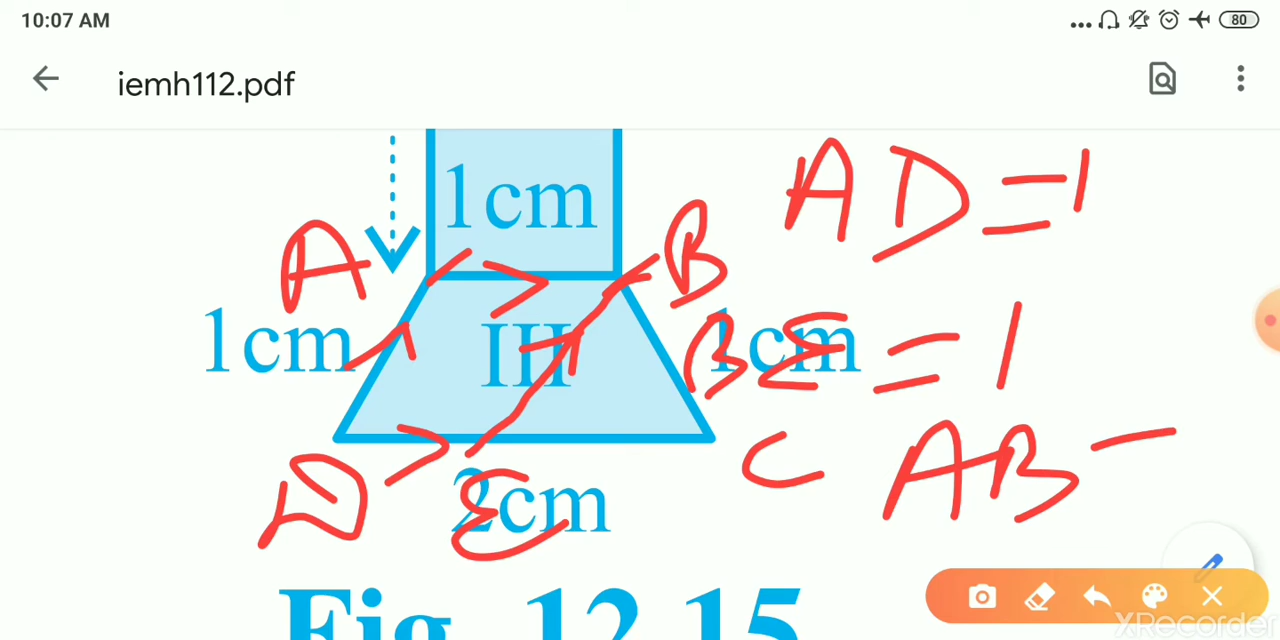 10:07 AM
80
iemh112.pdf
1cm
AD=1
A
B
1cm
III
1cm
BE=1
D
E
2cm
C
AB-
Fig. 12.15
XRecorder